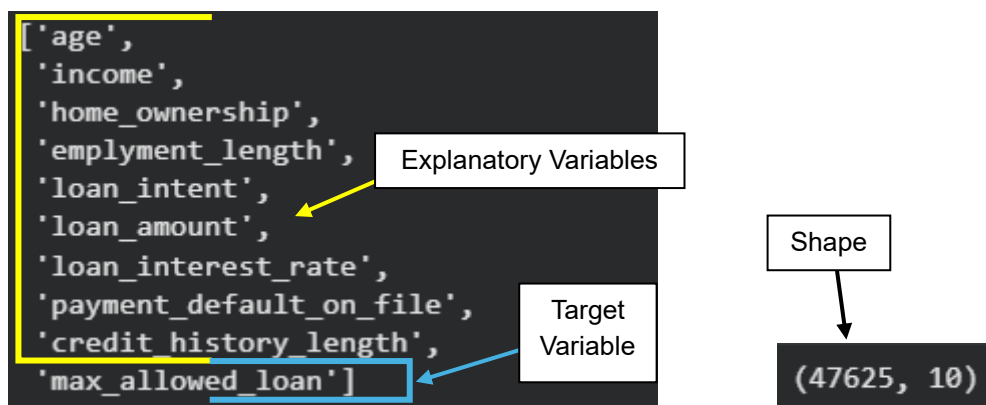 ['age',
'income',
'home_ownership',
'emplyment_length',
'loan_intent',
'loan_amount',
'loan_interest_rate',
'payment_default_on_file',
'credit_history_length',
'max_allowed_loan']
Explanatory Variables
Target
Variable
Shape
(47625, 10)